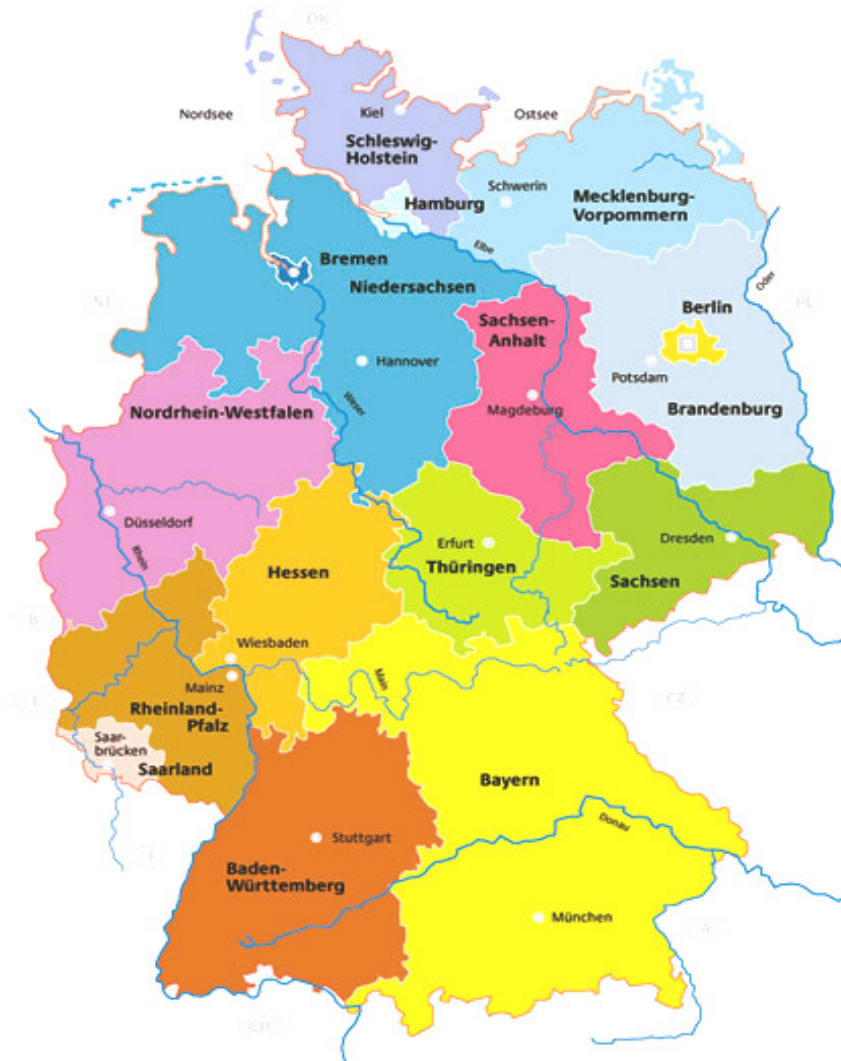 DK
Nordsee
Kiel
Ostsee
Schleswig-
Holstein
Hamburg
Schwerin
Mecklenburg-
Vorpommern
Elbe
Bremen
Niedersachsen
Oder
NL
PL
Berlin
Sachsen-
Anhalt
Hannover
Potsdam
Weser
Nordrhein-Westfalen
Magdeburg
Brandenburg
Düsseldorf
Rhein
Erfurt
Thüringen
Dresden
Sachsen
Hessen
B
Wiesbaden
Mainz
Main
L
CZ
Rheinland-
Pfalz
Saar-
brücken
Saarland
Bayern
Donau
Stuttgart
F
Baden-
Württemberg
München
A
CH